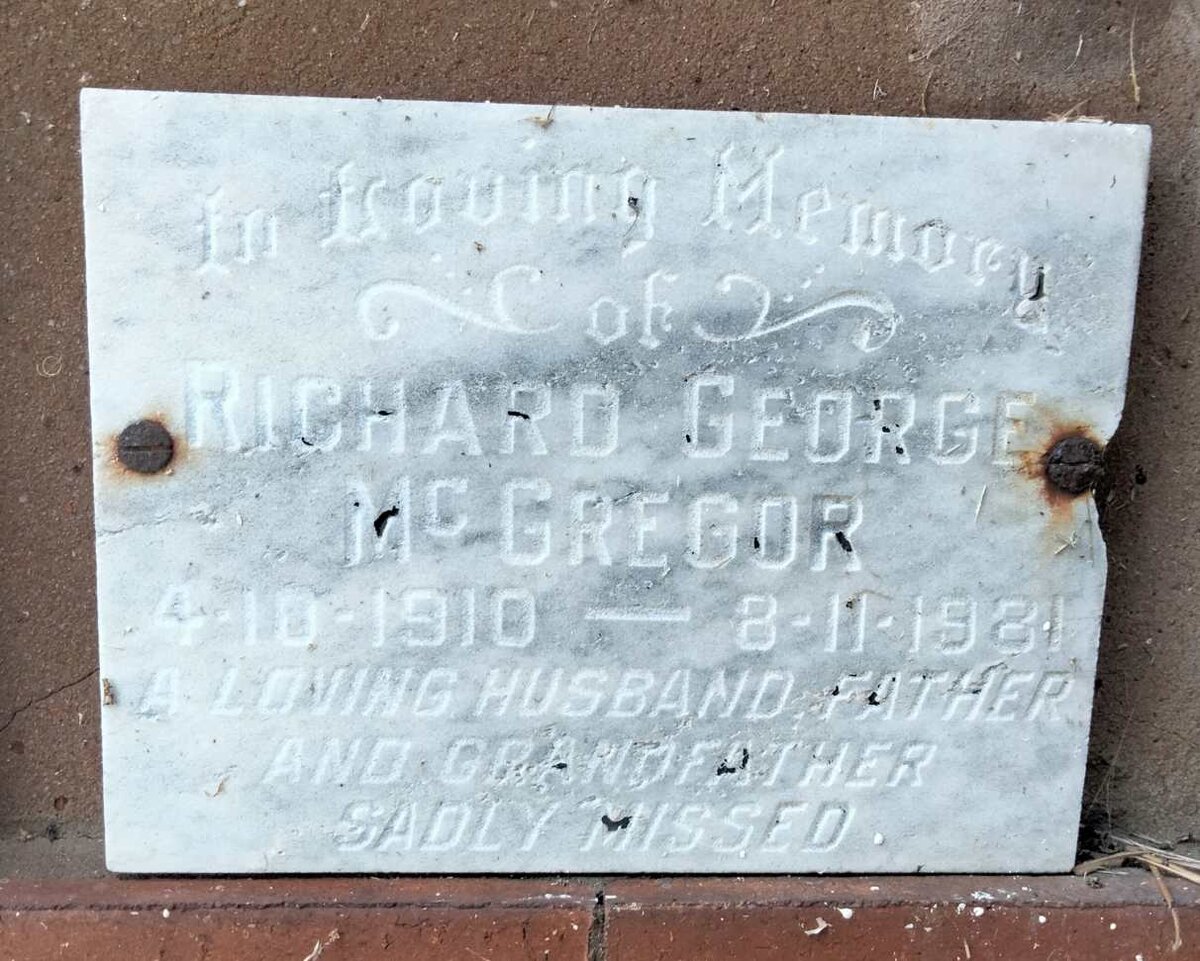 In Loving Memory
of
RICHARD GEORGE
McGREGOR
4-10-1910 — 8-11-1981
A LOVING HUSBAND, FATHER
AND GRANDFATHER
SADLY MISSED